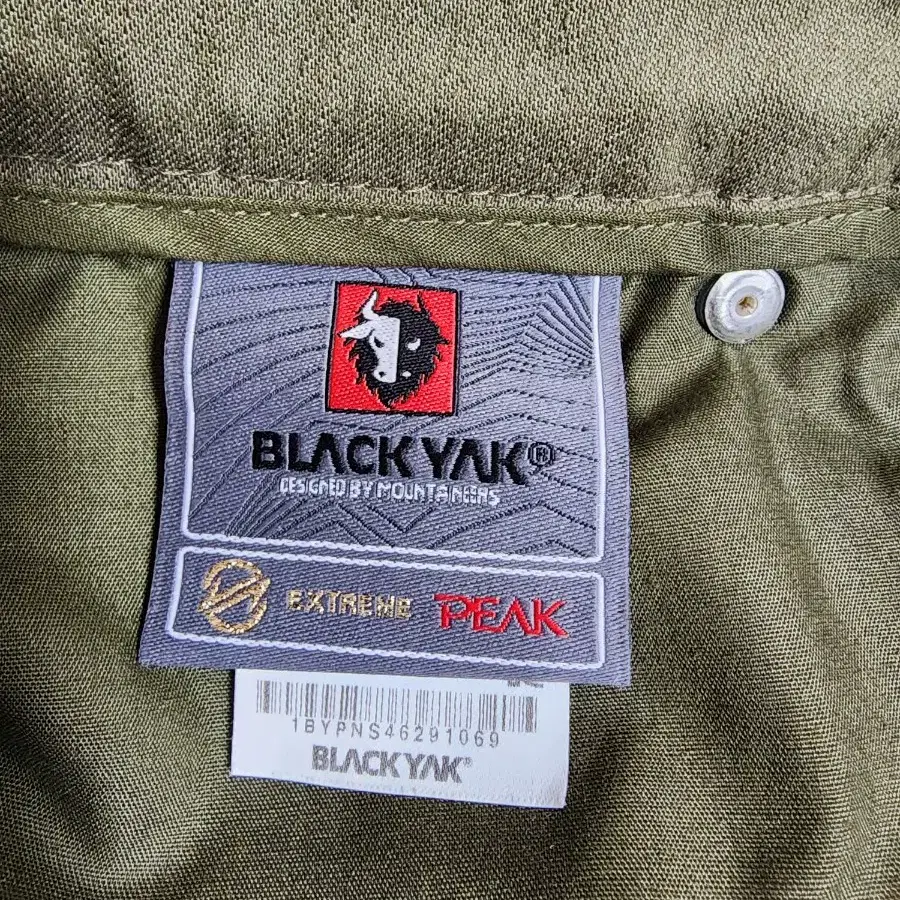 BLACK YAK®
DESIGNED BY MOUNTAINEERS
EXTREME PEAK
1BYPNS46291069
BLACK YAK®